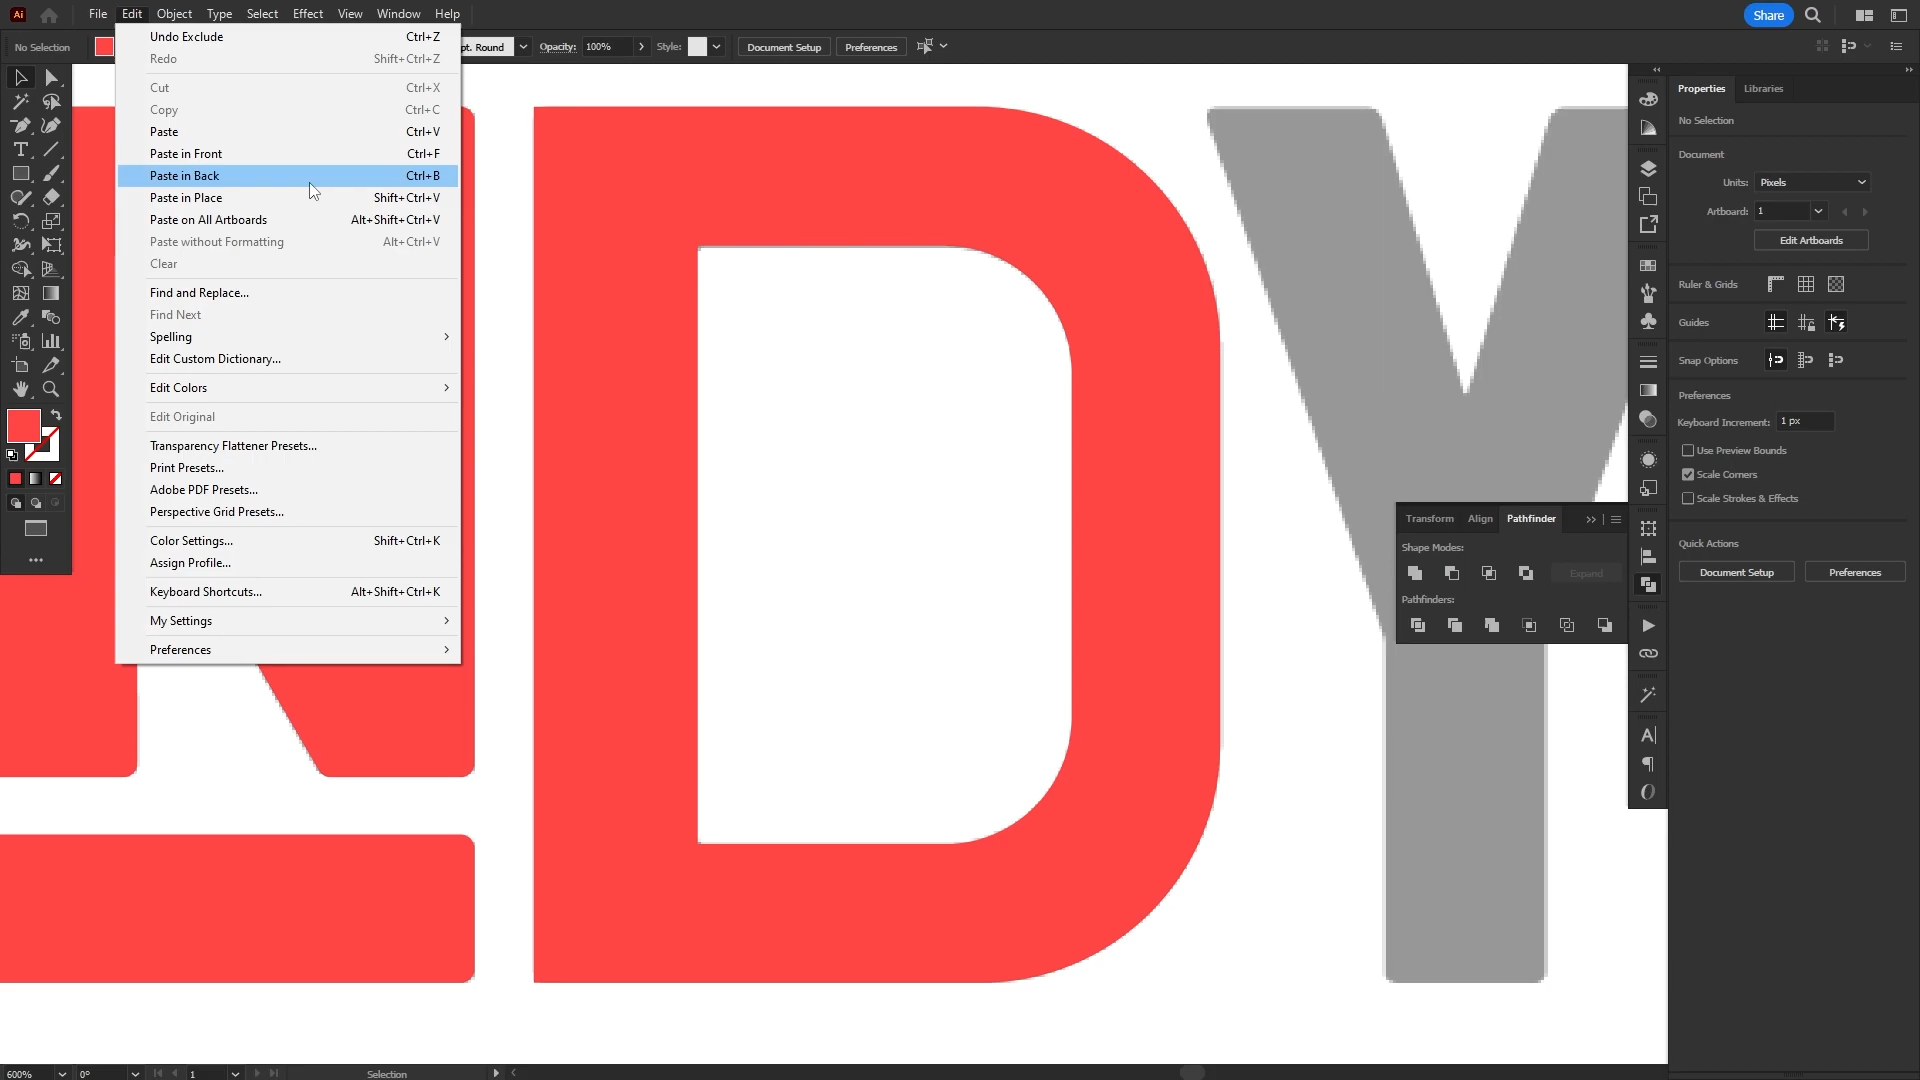 Ai File Edit Object Type Select Effect View Window Help Share
No Selection pt. Round Opacity: 100% Style: Document Setup Preferences
Undo Exclude Ctrl+Z
Redo Shift+Ctrl+Z
Cut Ctrl+X
Copy Ctrl+C
Paste Ctrl+V
Paste in Front Ctrl+F
Paste in Back Ctrl+B
Paste in Place Shift+Ctrl+V
Paste on All Artboards Alt+Shift+Ctrl+V
Paste without Formatting Alt+Ctrl+V
Clear
Find and Replace...
Find Next
Spelling
Edit Custom Dictionary...
Edit Colors
Edit Original
Transparency Flattener Presets...
Print Presets...
Adobe PDF Presets...
Perspective Grid Presets...
Color Settings... Shift+Ctrl+K
Assign Profile...
Keyboard Shortcuts... Alt+Shift+Ctrl+K
My Settings
Preferences
DY
Transform Align Pathfinder
Shape Modes:
Expand
Pathfinders:
Properties Libraries
No Selection
Document
Units: Pixels
Artboard: 1
Edit Artboards
Ruler & Grids
Guides
Snap Options
Preferences
Keyboard Increment: 1 px
Use Preview Bounds
Scale Corners
Scale Strokes & Effects
Quick Actions
Document Setup Preferences
600% 0° 1 Selection